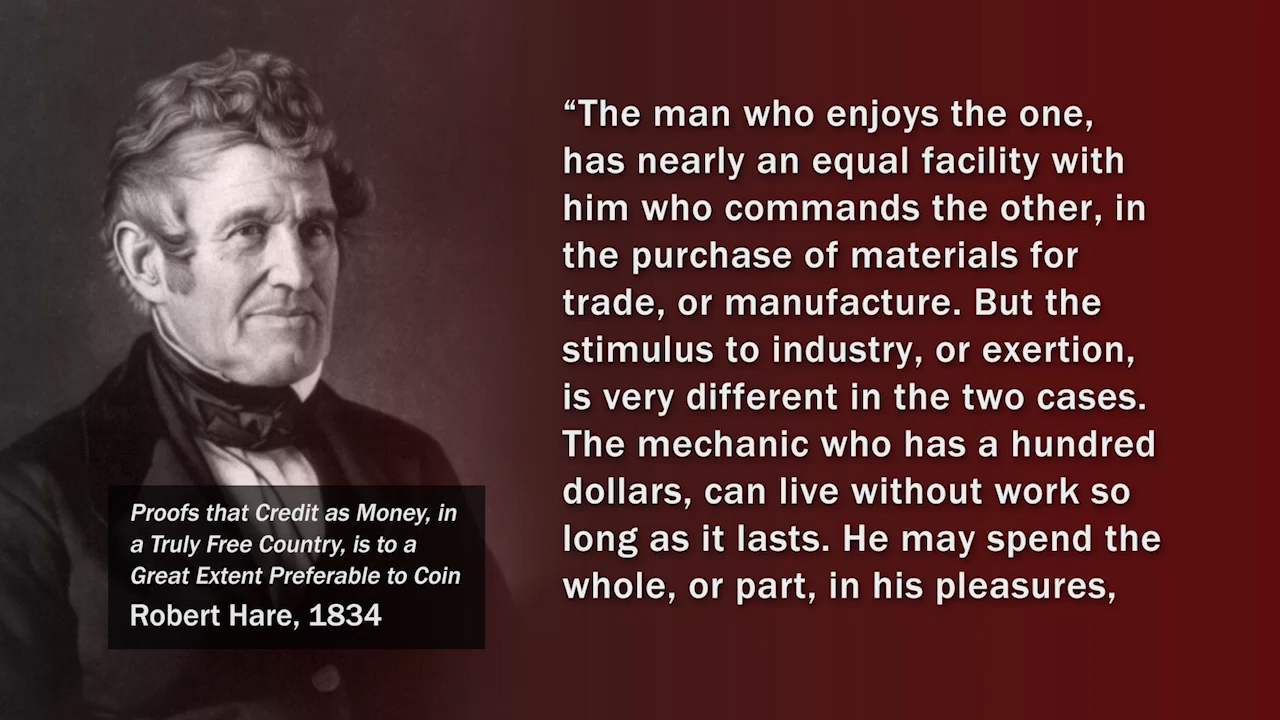 “The man who enjoys the one,
has nearly an equal facility with
him who commands the other, in
the purchase of materials for
trade, or manufacture. But the
stimulus to industry, or exertion,
is very different in the two cases.
The mechanic who has a hundred
dollars, can live without work so
long as it lasts. He may spend the
whole, or part, in his pleasures,
Proofs that Credit as Money, in
a Truly Free Country, is to a
Great Extent Preferable to Coin
Robert Hare, 1834